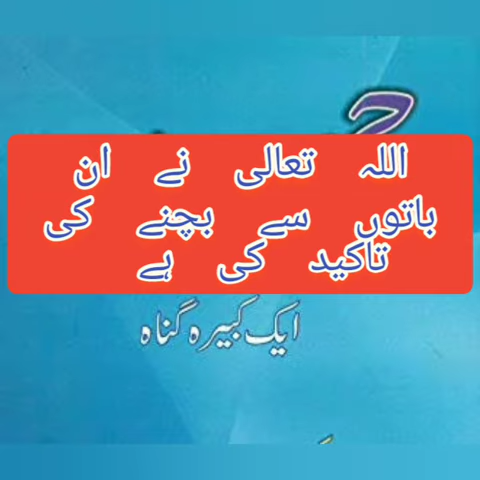 اللہ تعالی نے ان
باتوں سے بچنے کی
تاکید کی ہے
ایک کبیرہ گناہ